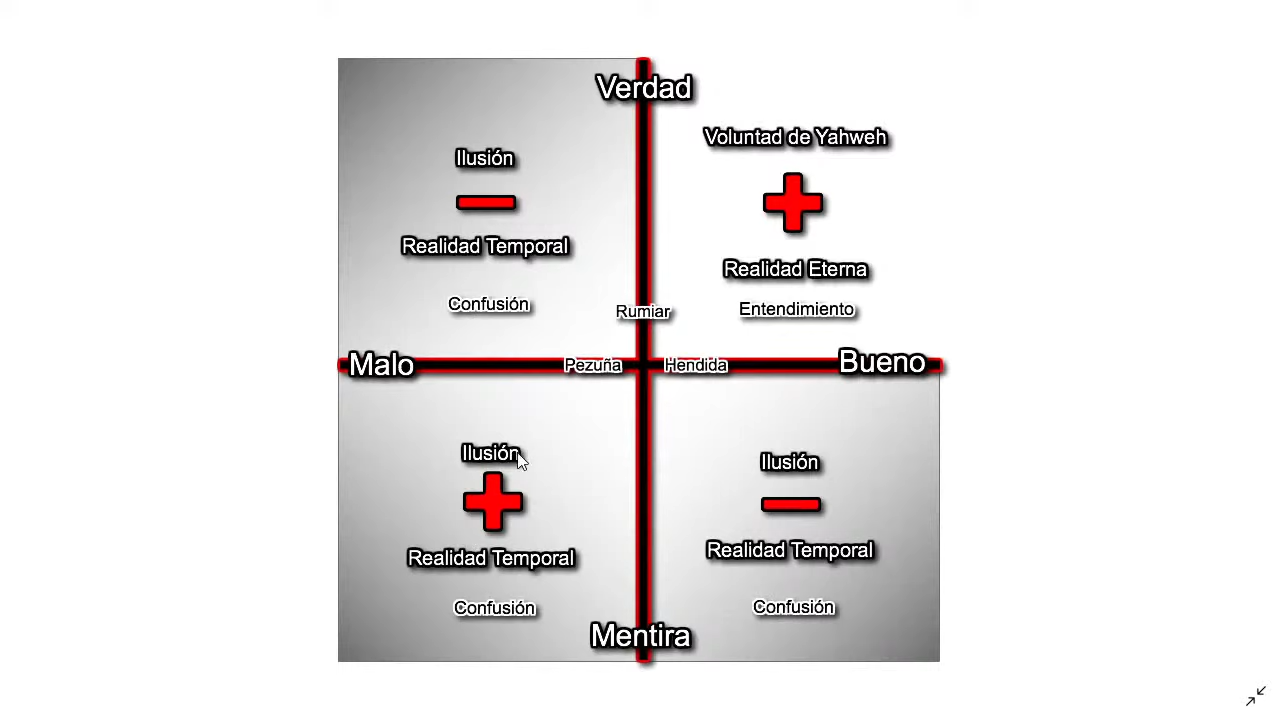 Verdad
Ilusión
Realidad Temporal
Confusión
Voluntad de Yahweh
Realidad Eterna
Entendimiento
Rumiar
Malo
Pezuña
Hendida
Bueno
Ilusión
Realidad Temporal
Confusión
Ilusión
Realidad Temporal
Confusión
Mentira